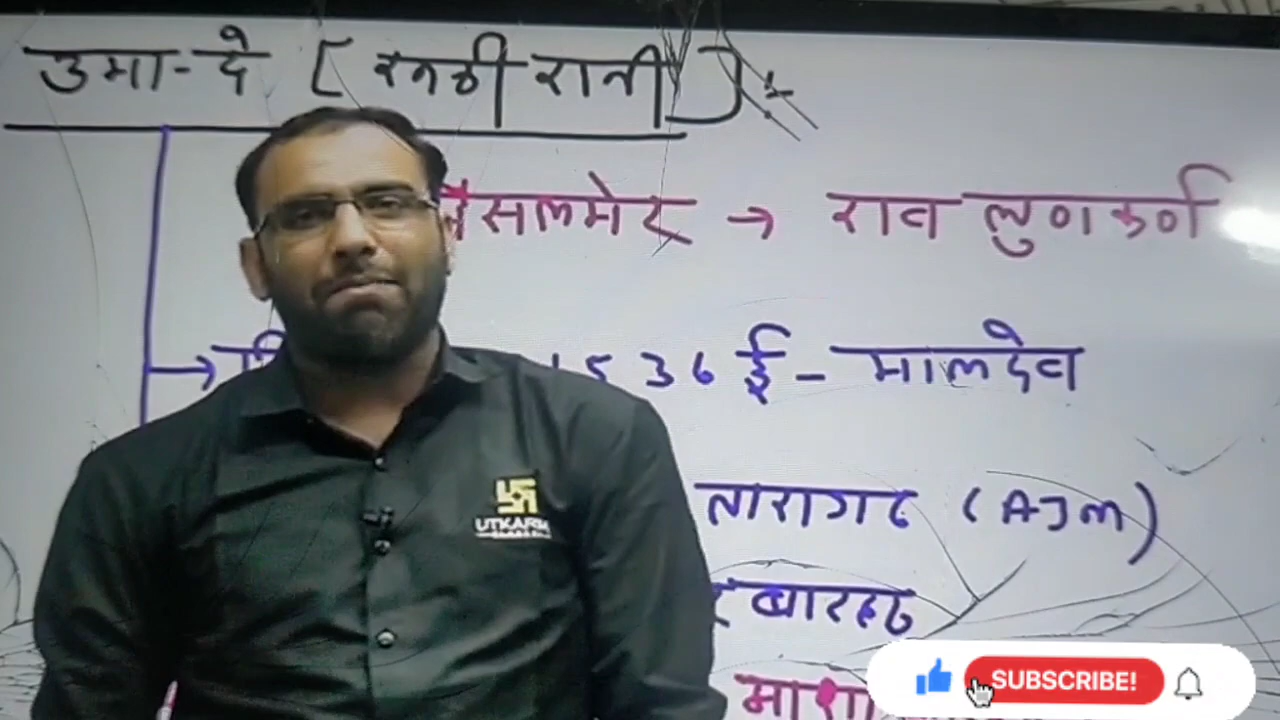 उमा-दे [रूठी रानी]:-
जैसलमेर → राव लुणकर्ण
→ 1536 ई - मालदेव
तारागढ (AJM)
बारहठ
UTKARSH
SUBSCRIBE!